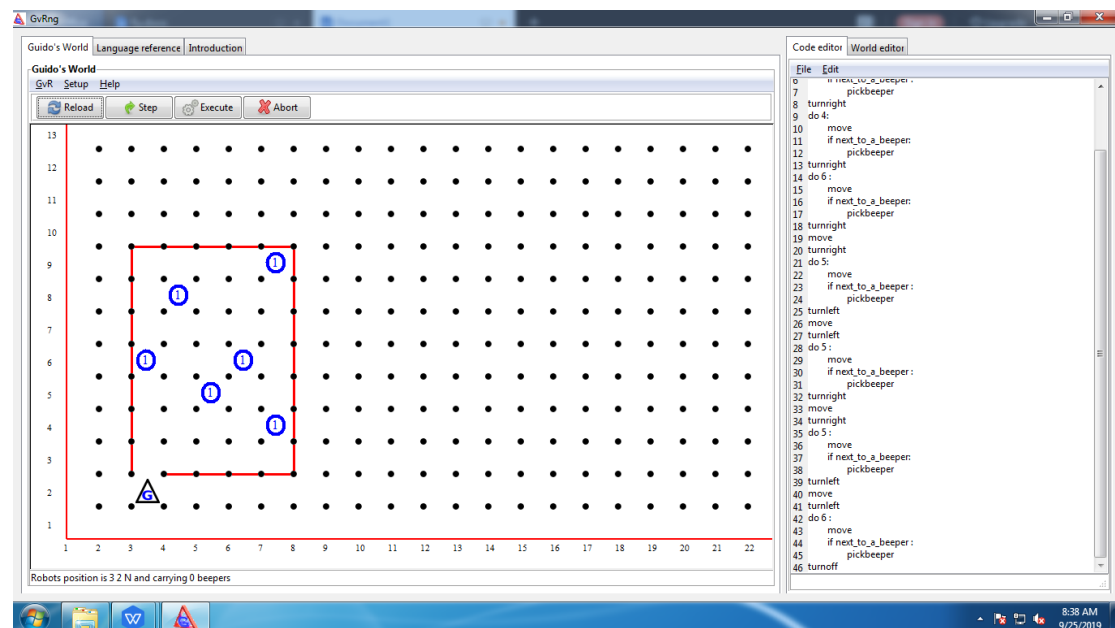 GvRng
Guido's World Language reference Introduction
Guido's World
GvR Setup Help
Reload Step Execute Abort
13
12
11
10
9
8
7
6
5
4
3
2
1
1 1 1 1 1 1
G
1 2 3 4 5 6 7 8 9 10 11 12 13 14 15 16 17 18 19 20 21 22
Robots position is 3 2 N and carrying 0 beepers
Code editor World editor
File Edit
6 if next_to_a_beeper :
7 pickbeeper
8 turnright
9 do 4:
10 move
11 if next_to_a_beeper:
12 pickbeeper
13 turnright
14 do 6 :
15 move
16 if next_to_a_beeper:
17 pickbeeper
18 turnright
19 move
20 turnright
21 do 5:
22 move
23 if next_to_a_beeper :
24 pickbeeper
25 turnleft
26 move
27 turnleft
28 do 5 :
29 move
30 if next_to_a_beeper :
31 pickbeeper
32 turnright
33 move
34 turnright
35 do 5 :
36 move
37 if next_to_a_beeper:
38 pickbeeper
39 turnleft
40 move
41 turnleft
42 do 6 :
43 move
44 if next_to_a_beeper :
45 pickbeeper
46 turnoff
8:38 AM
9/25/2019